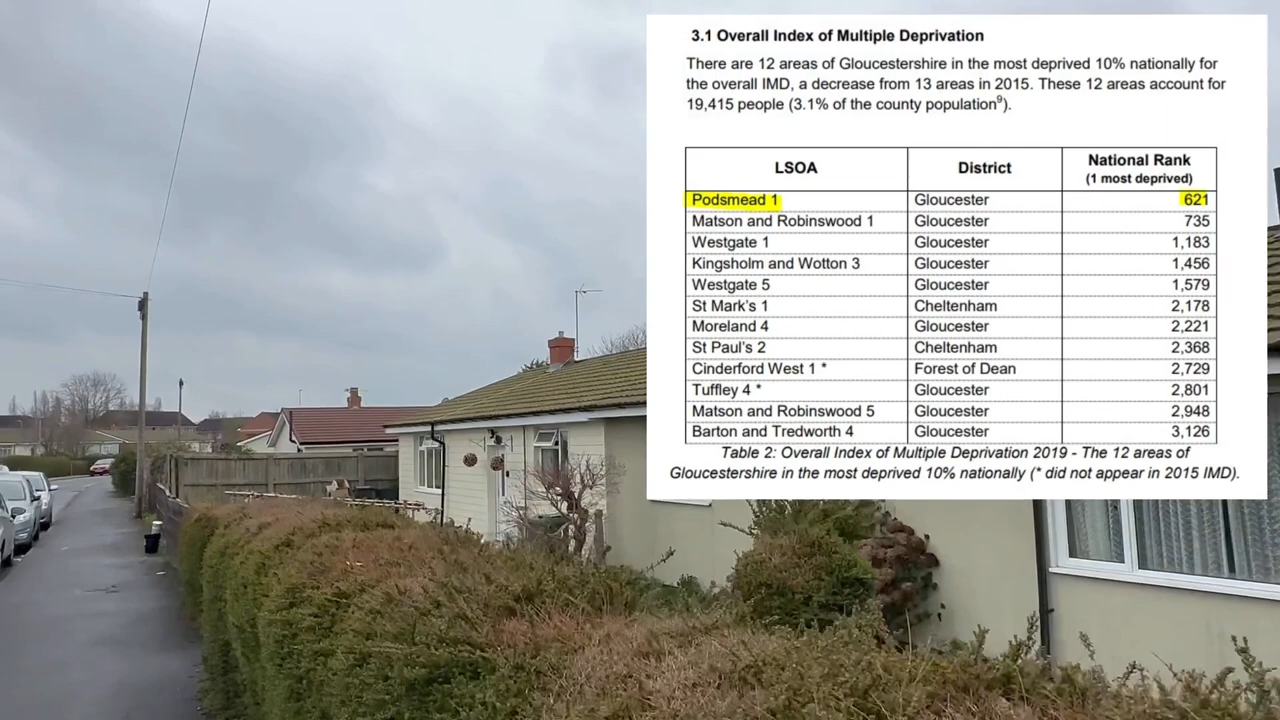 3.1 Overall Index of Multiple Deprivation
There are 12 areas of Gloucestershire in the most deprived 10% nationally for
the overall IMD, a decrease from 13 areas in 2015. These 12 areas account for
19,415 people (3.1% of the county population⁹).
LSOA District National Rank
(1 most deprived)
Podsmead 1 Gloucester 621
Matson and Robinswood 1 Gloucester 735
Westgate 1 Gloucester 1,183
Kingsholm and Wotton 3 Gloucester 1,456
Westgate 5 Gloucester 1,579
St Mark's 1 Cheltenham 2,178
Moreland 4 Gloucester 2,221
St Paul's 2 Cheltenham 2,368
Cinderford West 1 * Forest of Dean 2,729
Tuffley 4 * Gloucester 2,801
Matson and Robinswood 5 Gloucester 2,948
Barton and Tredworth 4 Gloucester 3,126
Table 2: Overall Index of Multiple Deprivation 2019 - The 12 areas of
Gloucestershire in the most deprived 10% nationally (* did not appear in 2015 IMD).